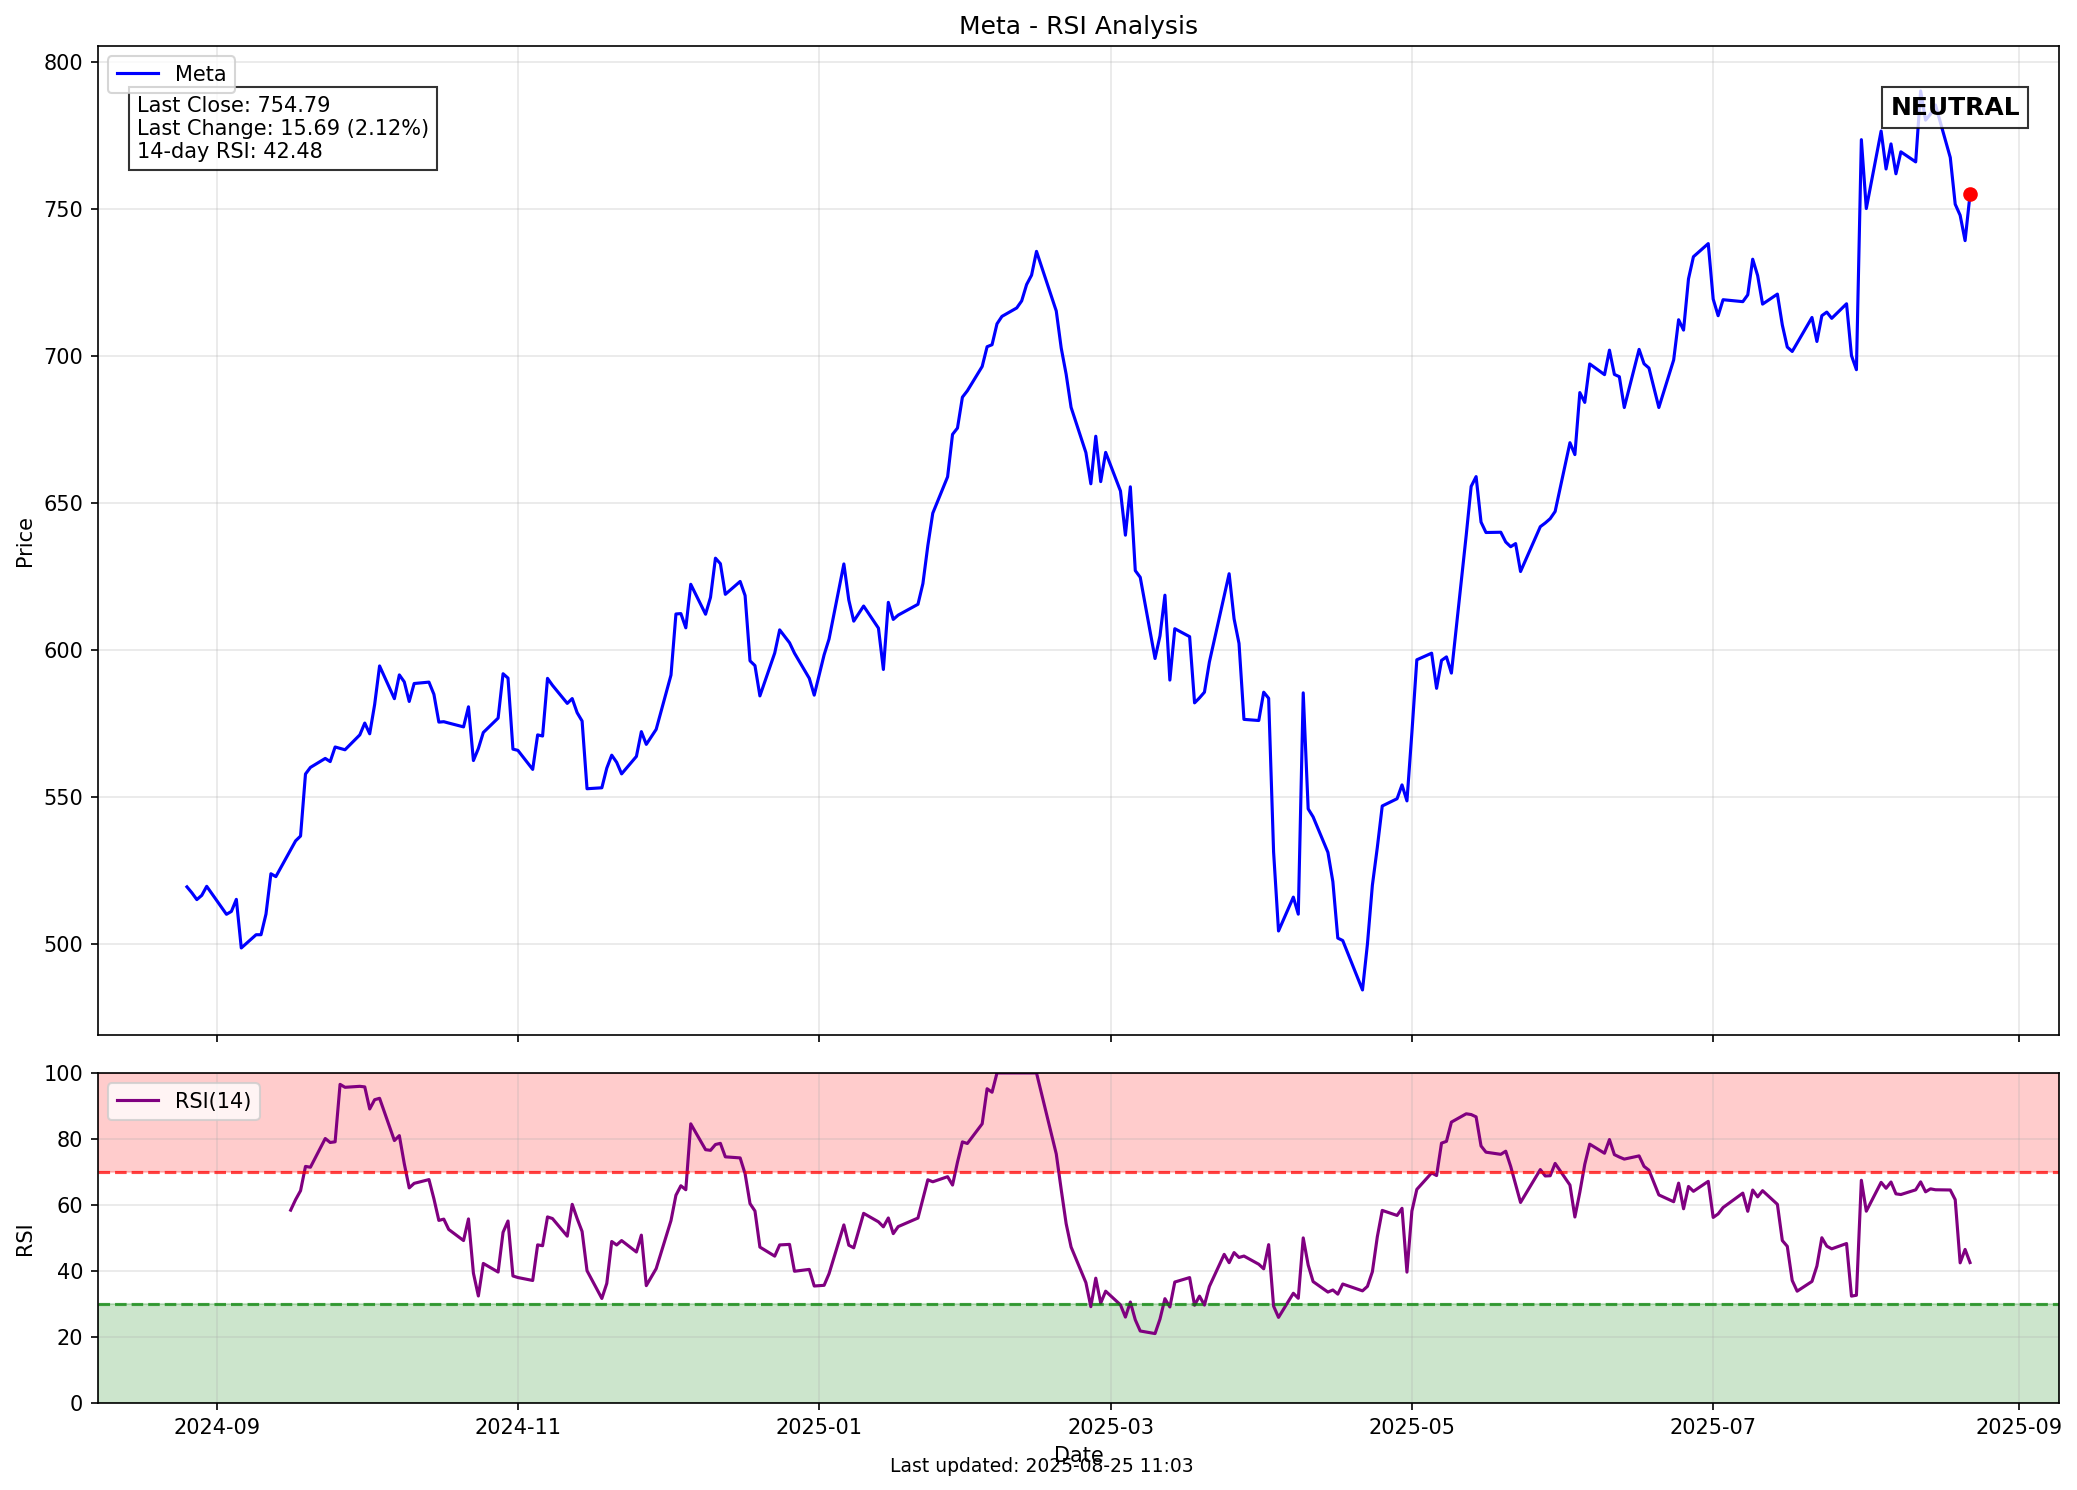 Meta - RSI Analysis
Meta
Last Close: 754.79
Last Change: 15.69 (2.12%)
14-day RSI: 42.48
NEUTRAL
800
750
700
650
600
550
500
Price
RSI(14)
100
80
60
40
20
0
RSI
2024-09
2024-11
2025-01
2025-03
2025-05
2025-07
2025-09
Date
Last updated: 2025-08-25 11:03